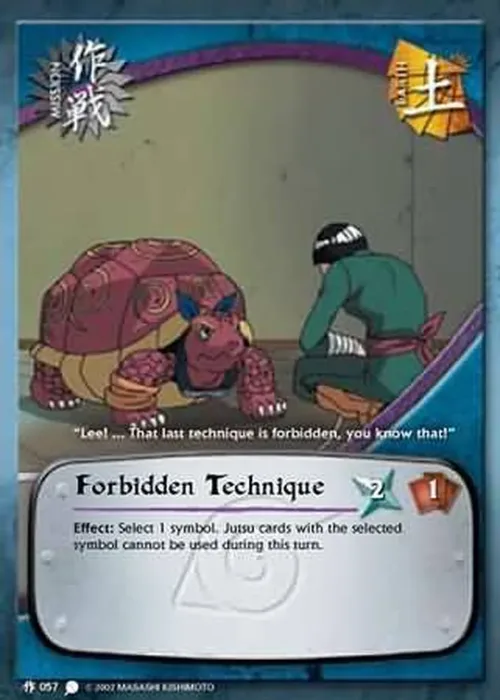 MISSION
作戦
EARTH
土
"Lee! ... That last technique is forbidden, you know that!"
Forbidden Technique
2
1
Effect: Select 1 symbol. Jutsu cards with the selected
symbol cannot be used during this turn.
作 057 © 2002 MASASHI KISHIMOTO